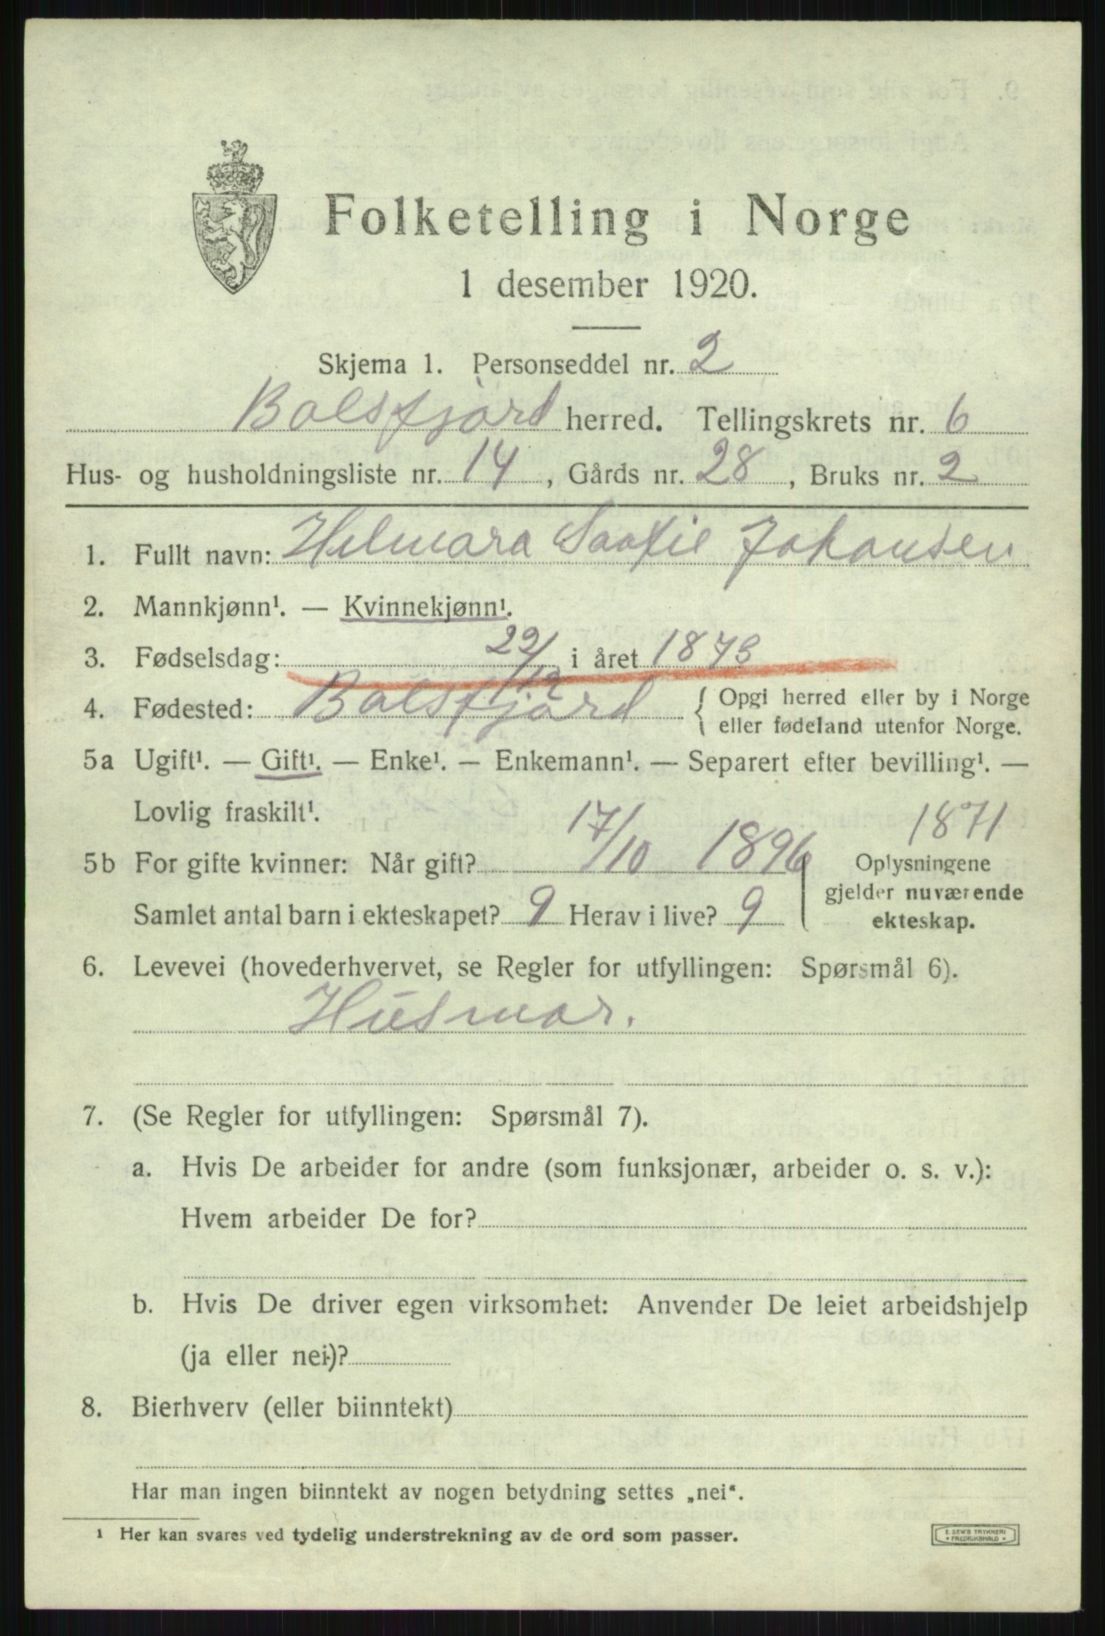 Folketelling i Norge
1 desember 1920.
Skjema 1. Personseddel nr. 2
Balsfjord herred. Tellingskrets nr. 6
Hus- og husholdningsliste nr. 14, Gårds nr. 28, Bruks nr. 2
1. Fullt navn: Hilmara Saafie Johansen
2. Mannkjønn¹. — Kvinnekjønn¹.
3. Fødselsdag: 22/12 i året 1873
4. Fødested: Balsfjord { Opgi herred eller by i Norge
eller fødeland utenfor Norge.
5a Ugift¹. — Gift¹. — Enke¹. — Enkemann¹. — Separert efter bevilling¹. —
Lovlig fraskilt¹.
1871
5b For gifte kvinner: Når gift? 17/10 1896
Samlet antal barn i ekteskapet? 9 Herav i live? 9
Oplysningene
gjelder nuværende
ekteskap.
6. Levevei (hovederhvervet, se Regler for utfyllingen: Spørsmål 6).
Husmor.
7. (Se Regler for utfyllingen: Spørsmål 7).
a. Hvis De arbeider for andre (som funksjonær, arbeider o. s. v.):
Hvem arbeider De for?
b. Hvis De driver egen virksomhet: Anvender De leiet arbeidshjelp
(ja eller nei)?
8. Bierhverv (eller biinntekt)
Har man ingen biinntekt av nogen betydning settes „nei“.
¹ Her kan svares ved tydelig understrekning av de ord som passer.